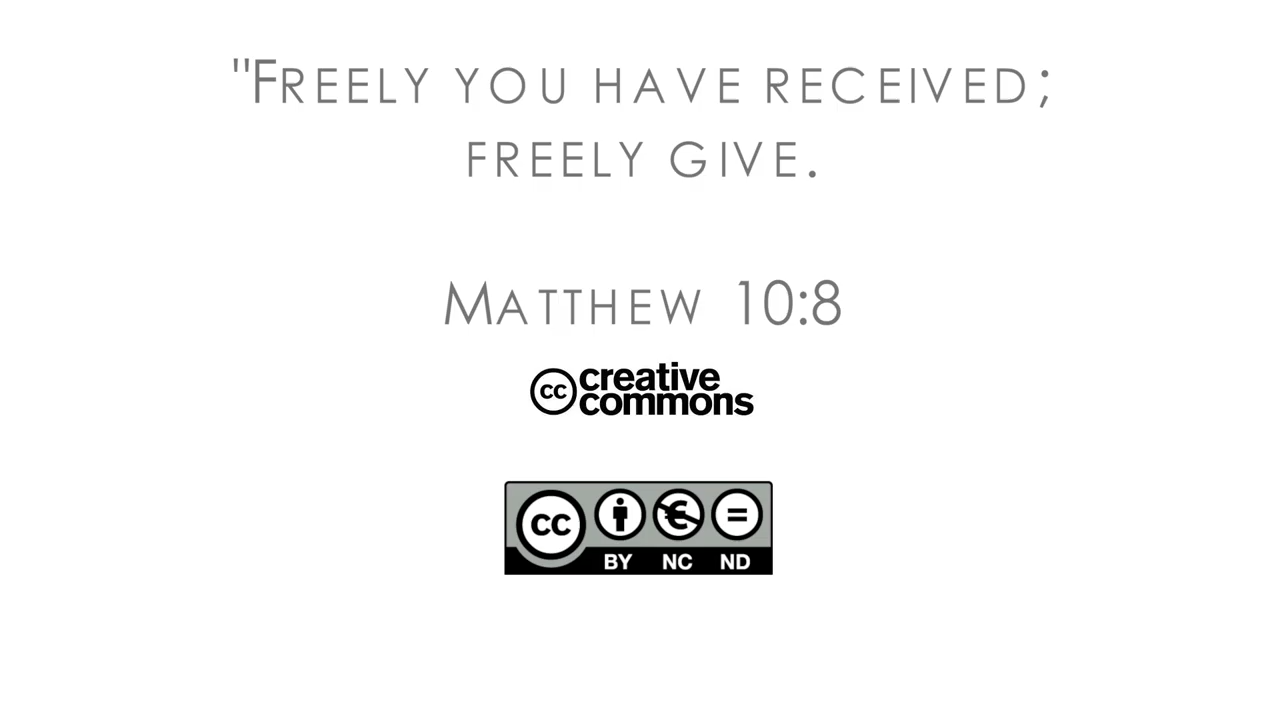 "FREELY YOU HAVE RECEIVED;
FREELY GIVE.
MATTHEW 10:8
cc creative
commons
cc
BY NC ND